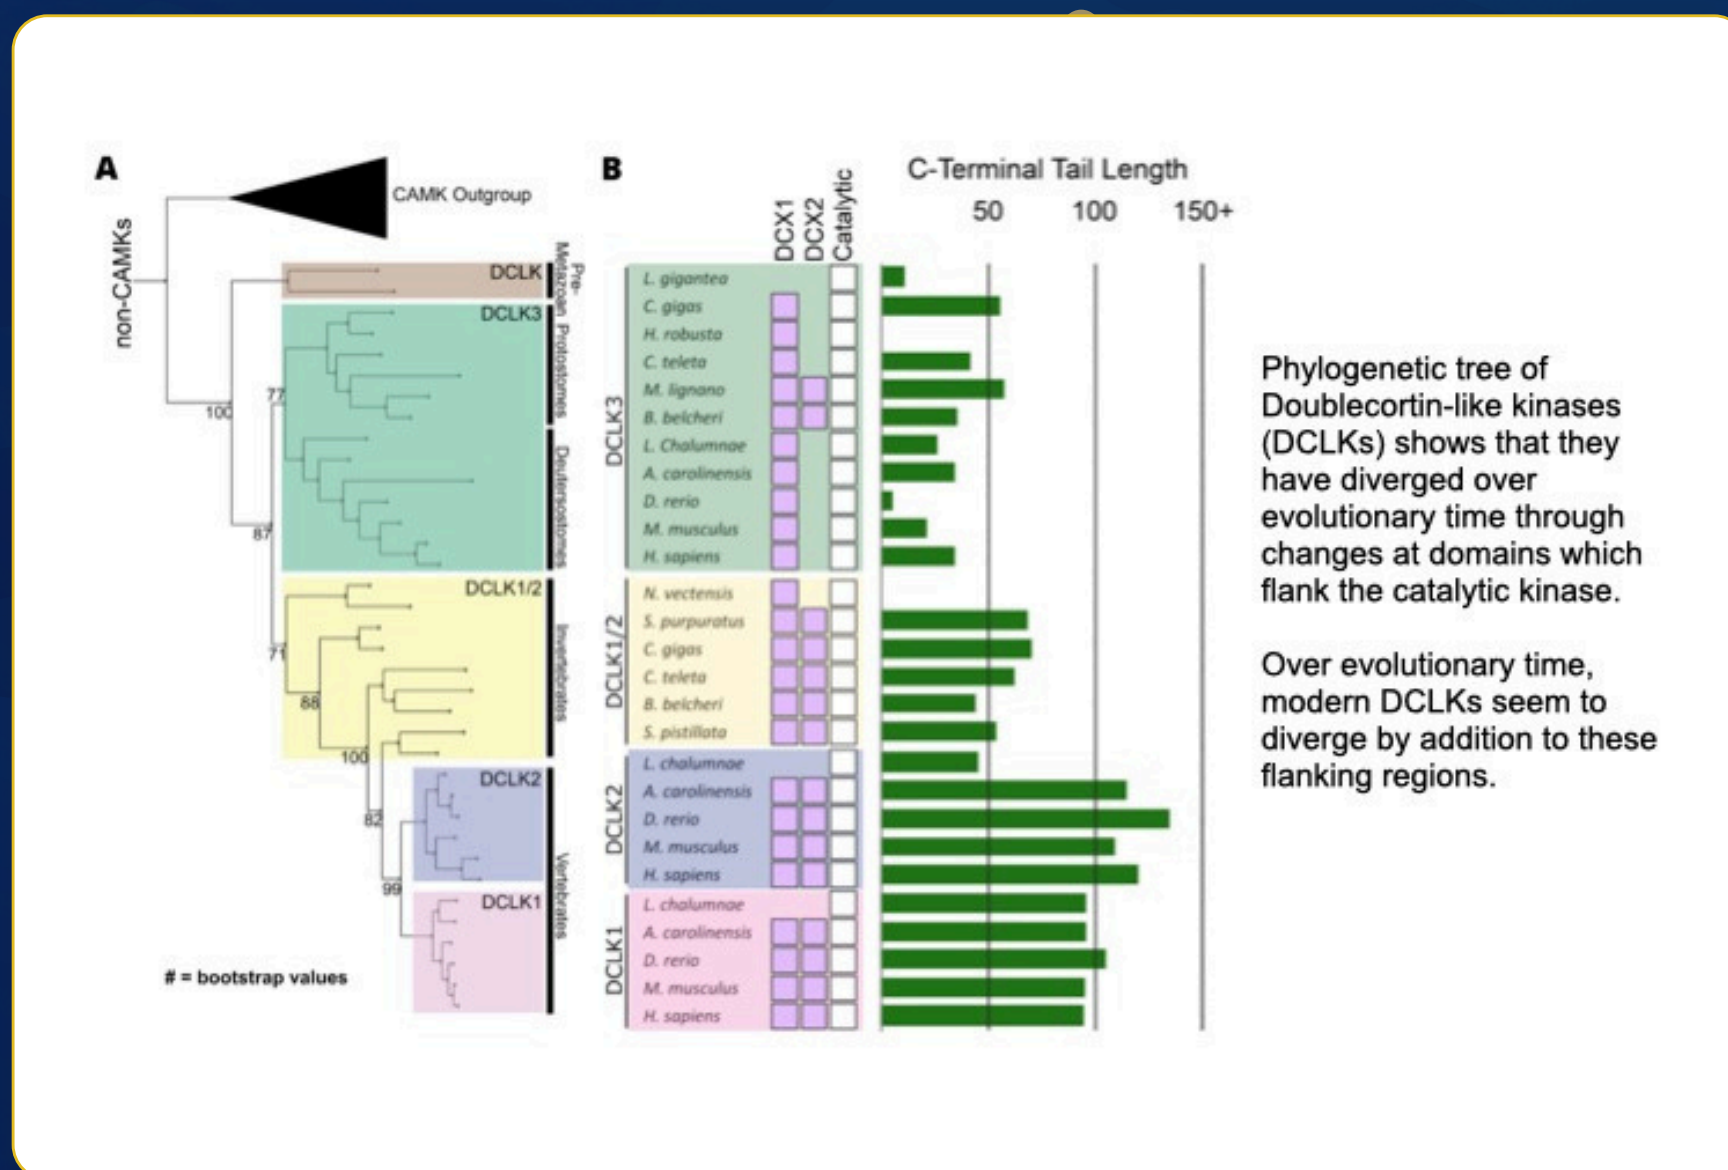 A
CAMK Outgroup
non-CAMKs
DCLK
Pre-
Metazoan
DCLK3
Protostomes
77
100
Deuterostomes
87
DCLK1/2
Invertebrates
71
88
100
DCLK2
82
Vertebrates
99
DCLK1
# = bootstrap values
B
DCX1
DCX2
Catalytic
C-Terminal Tail Length
50 100 150+
DCLK3
L. gigantea
C. gigas
H. robusta
C. teleta
M. lignano
B. belcheri
L. Chalumnae
A. carolinensis
D. rerio
M. musculus
H. sapiens
DCLK1/2
N. vectensis
S. purpuratus
C. gigas
C. teleta
B. belcheri
S. pistillata
DCLK2
L. chalumnae
A. carolinensis
D. rerio
M. musculus
H. sapiens
DCLK1
L. chalumnae
A. carolinensis
D. rerio
M. musculus
H. sapiens
Phylogenetic tree of
Doublecortin-like kinases
(DCLKs) shows that they
have diverged over
evolutionary time through
changes at domains which
flank the catalytic kinase.
Over evolutionary time,
modern DCLKs seem to
diverge by addition to these
flanking regions.